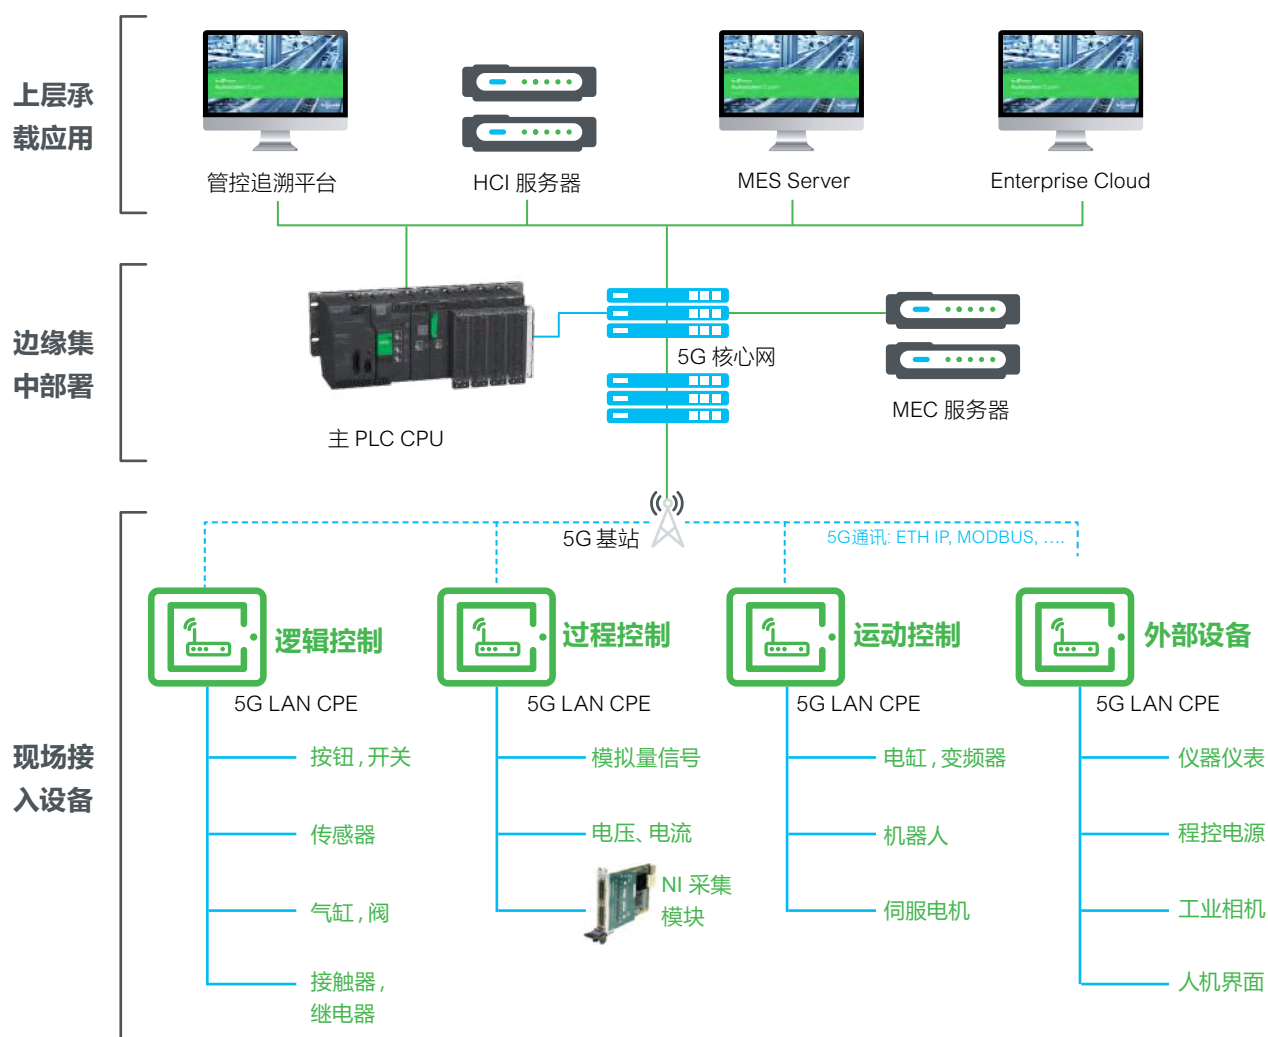 上层承
载应用
管控追溯平台
HCI 服务器
MES Server
Enterprise Cloud
边缘集
中部署
5G 核心网
MEC 服务器
主 PLC CPU
5G 基站
5G通讯: ETH IP, MODBUS, ....
逻辑控制
过程控制
运动控制
外部设备
5G LAN CPE
5G LAN CPE
5G LAN CPE
5G LAN CPE
现场接
入设备
按钮 , 开关
传感器
气缸 , 阀
接触器 ,
继电器
模拟量信号
电压、电流
NI 采集
模块
电缸 , 变频器
机器人
伺服电机
仪器仪表
程控电源
工业相机
人机界面